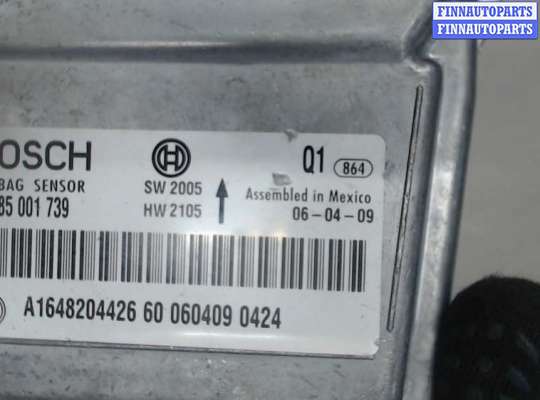 FINNAUTOPARTS
FINNAUTOPARTS
OSCH
Q1 864
BAG SENSOR
SW 2005
Assembled in Mexico
85 001 739
HW 2105
06-04-09
A1648204426 60 060409 0424